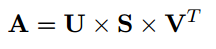 A = U × S × V^T